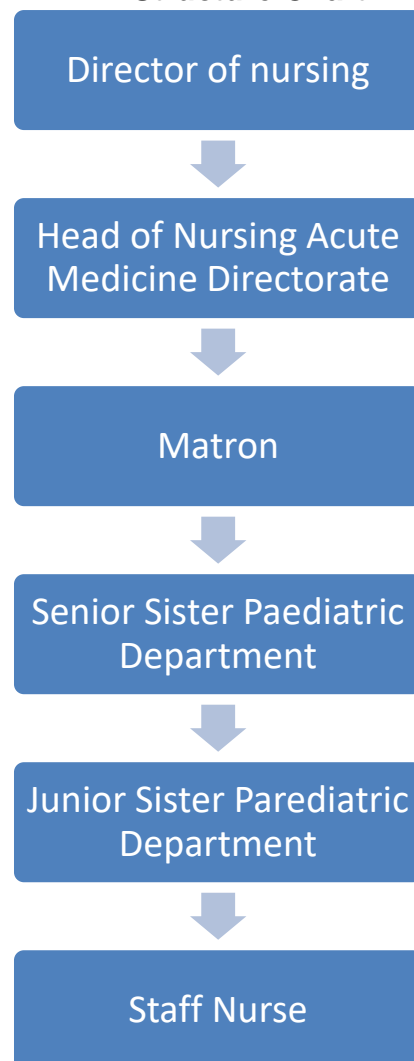 Director of nursing
Head of Nursing Acute
Medicine Directorate
Matron
Senior Sister Paediatric
Department
Junior Sister Parediatric
Department
Staff Nurse